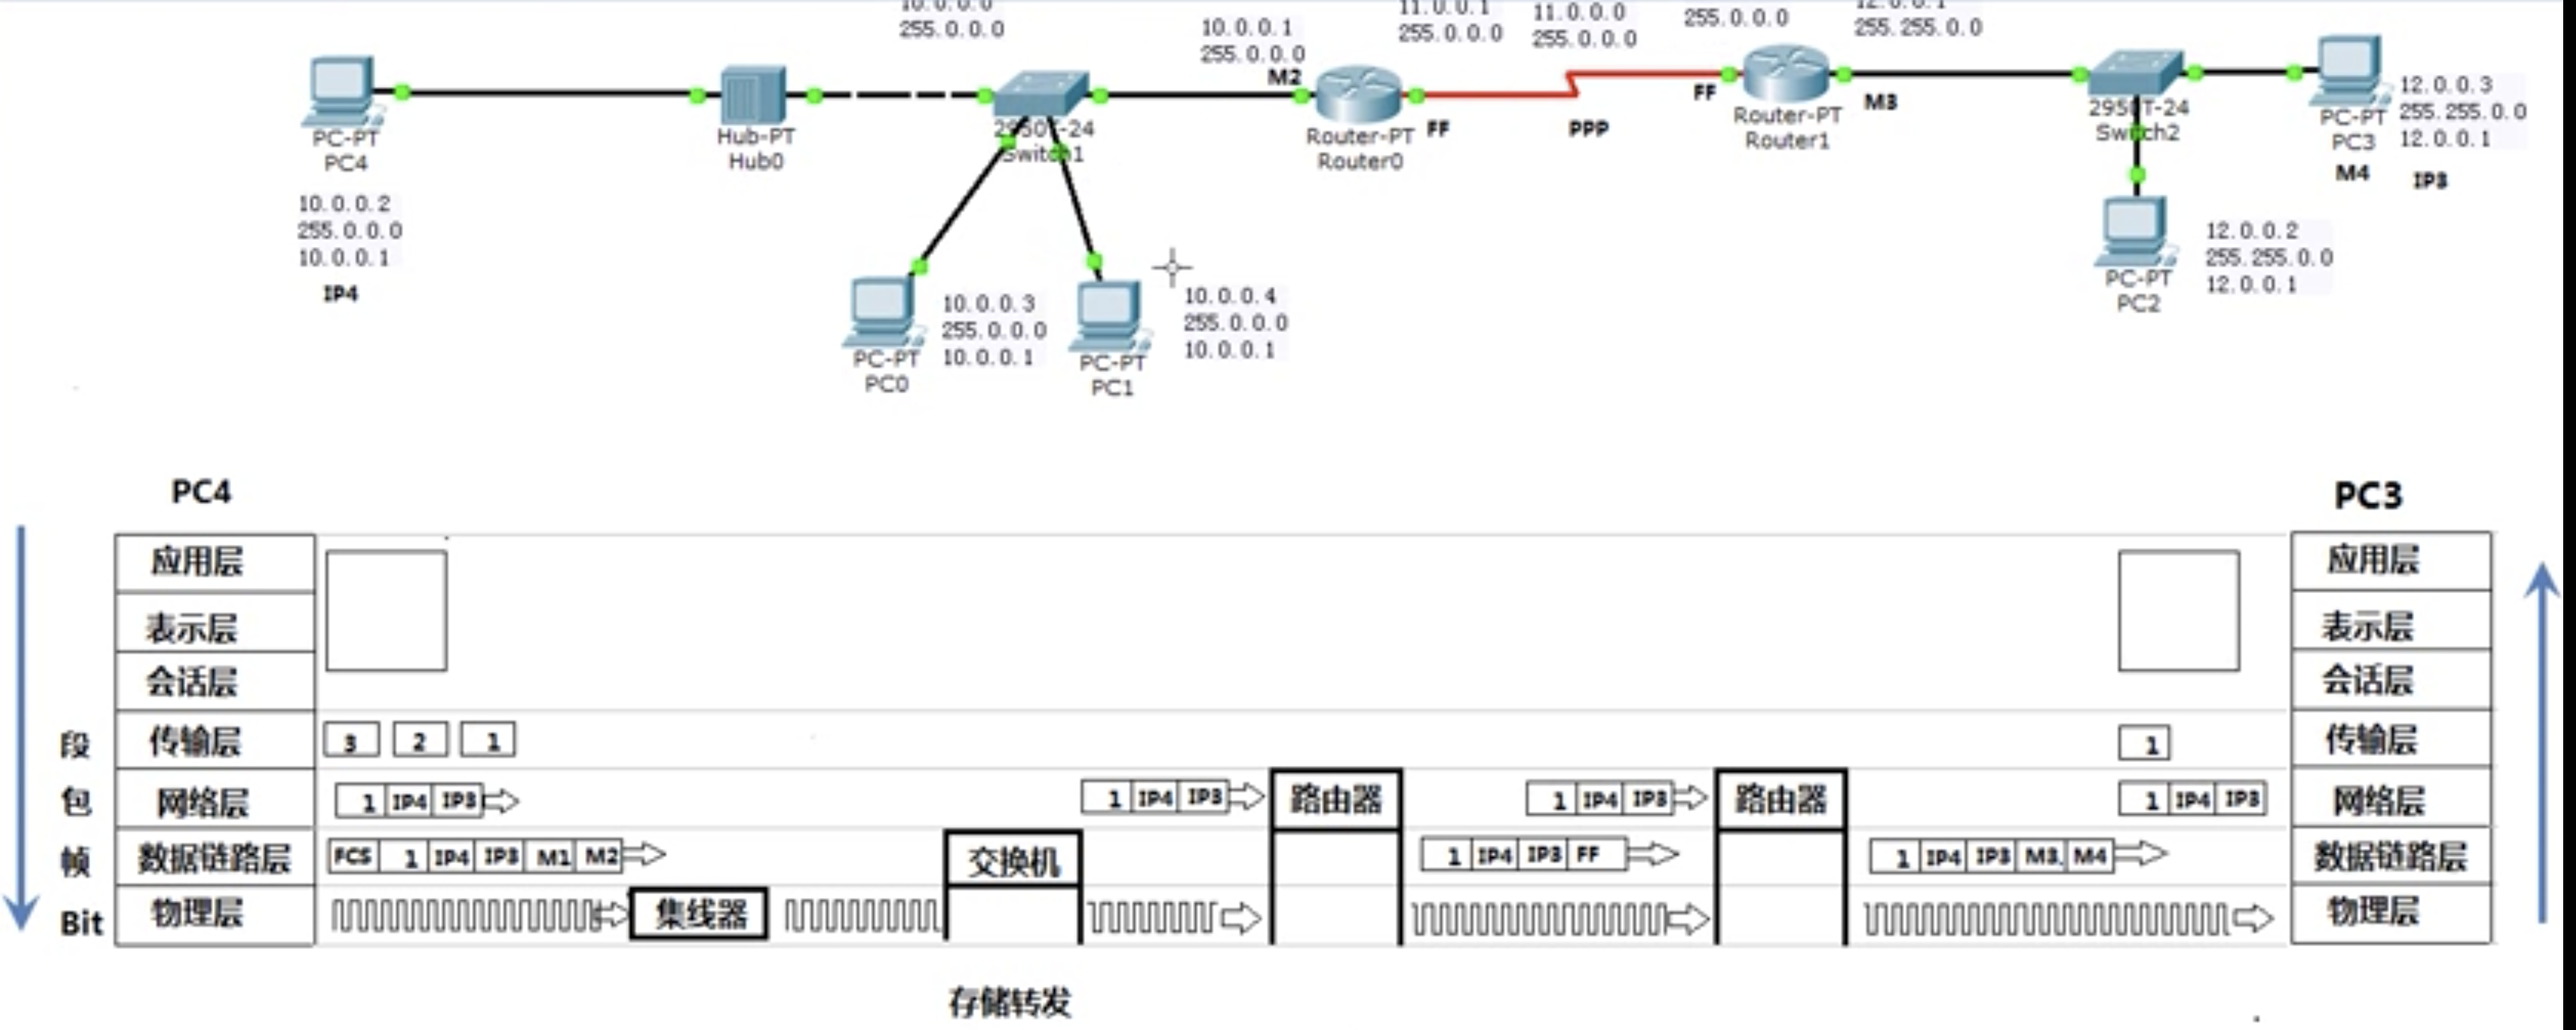 255.0.0.0
10.0.0.1
255.0.0.0
M2
11.0.0.1
255.0.0.0
11.0.0.0
255.0.0.0
255.0.0.0
255.255.0.0
PC-PT
PC4
10.0.0.2
255.0.0.0
10.0.0.1
IP4
Hub-PT
Hub0
2950T-24
Switch1
PC-PT
PC0
10.0.0.3
255.0.0.0
10.0.0.1
PC-PT
PC1
10.0.0.4
255.0.0.0
10.0.0.1
Router-PT
Router0
FF
PPP
FF
Router-PT
Router1
M3
2950T-24
Switch2
PC-PT
PC3
M4
12.0.0.3
255.255.0.0
12.0.0.1
IP3
PC-PT
PC2
12.0.0.2
255.255.0.0
12.0.0.1
PC4
PC3
应用层
应用层
表示层
表示层
会话层
会话层
段 传输层 3 2 1 1 传输层
包 网络层 1 IP4 IP3 1 IP4 IP3 路由器 1 IP4 IP3 路由器 1 IP4 IP3 网络层
帧 数据链路层 FCS 1 IP4 IP3 M1 M2 交换机 1 IP4 IP3 FF 1 IP4 IP3 M3. M4 数据链路层
Bit 物理层 集线器 物理层
存储转发